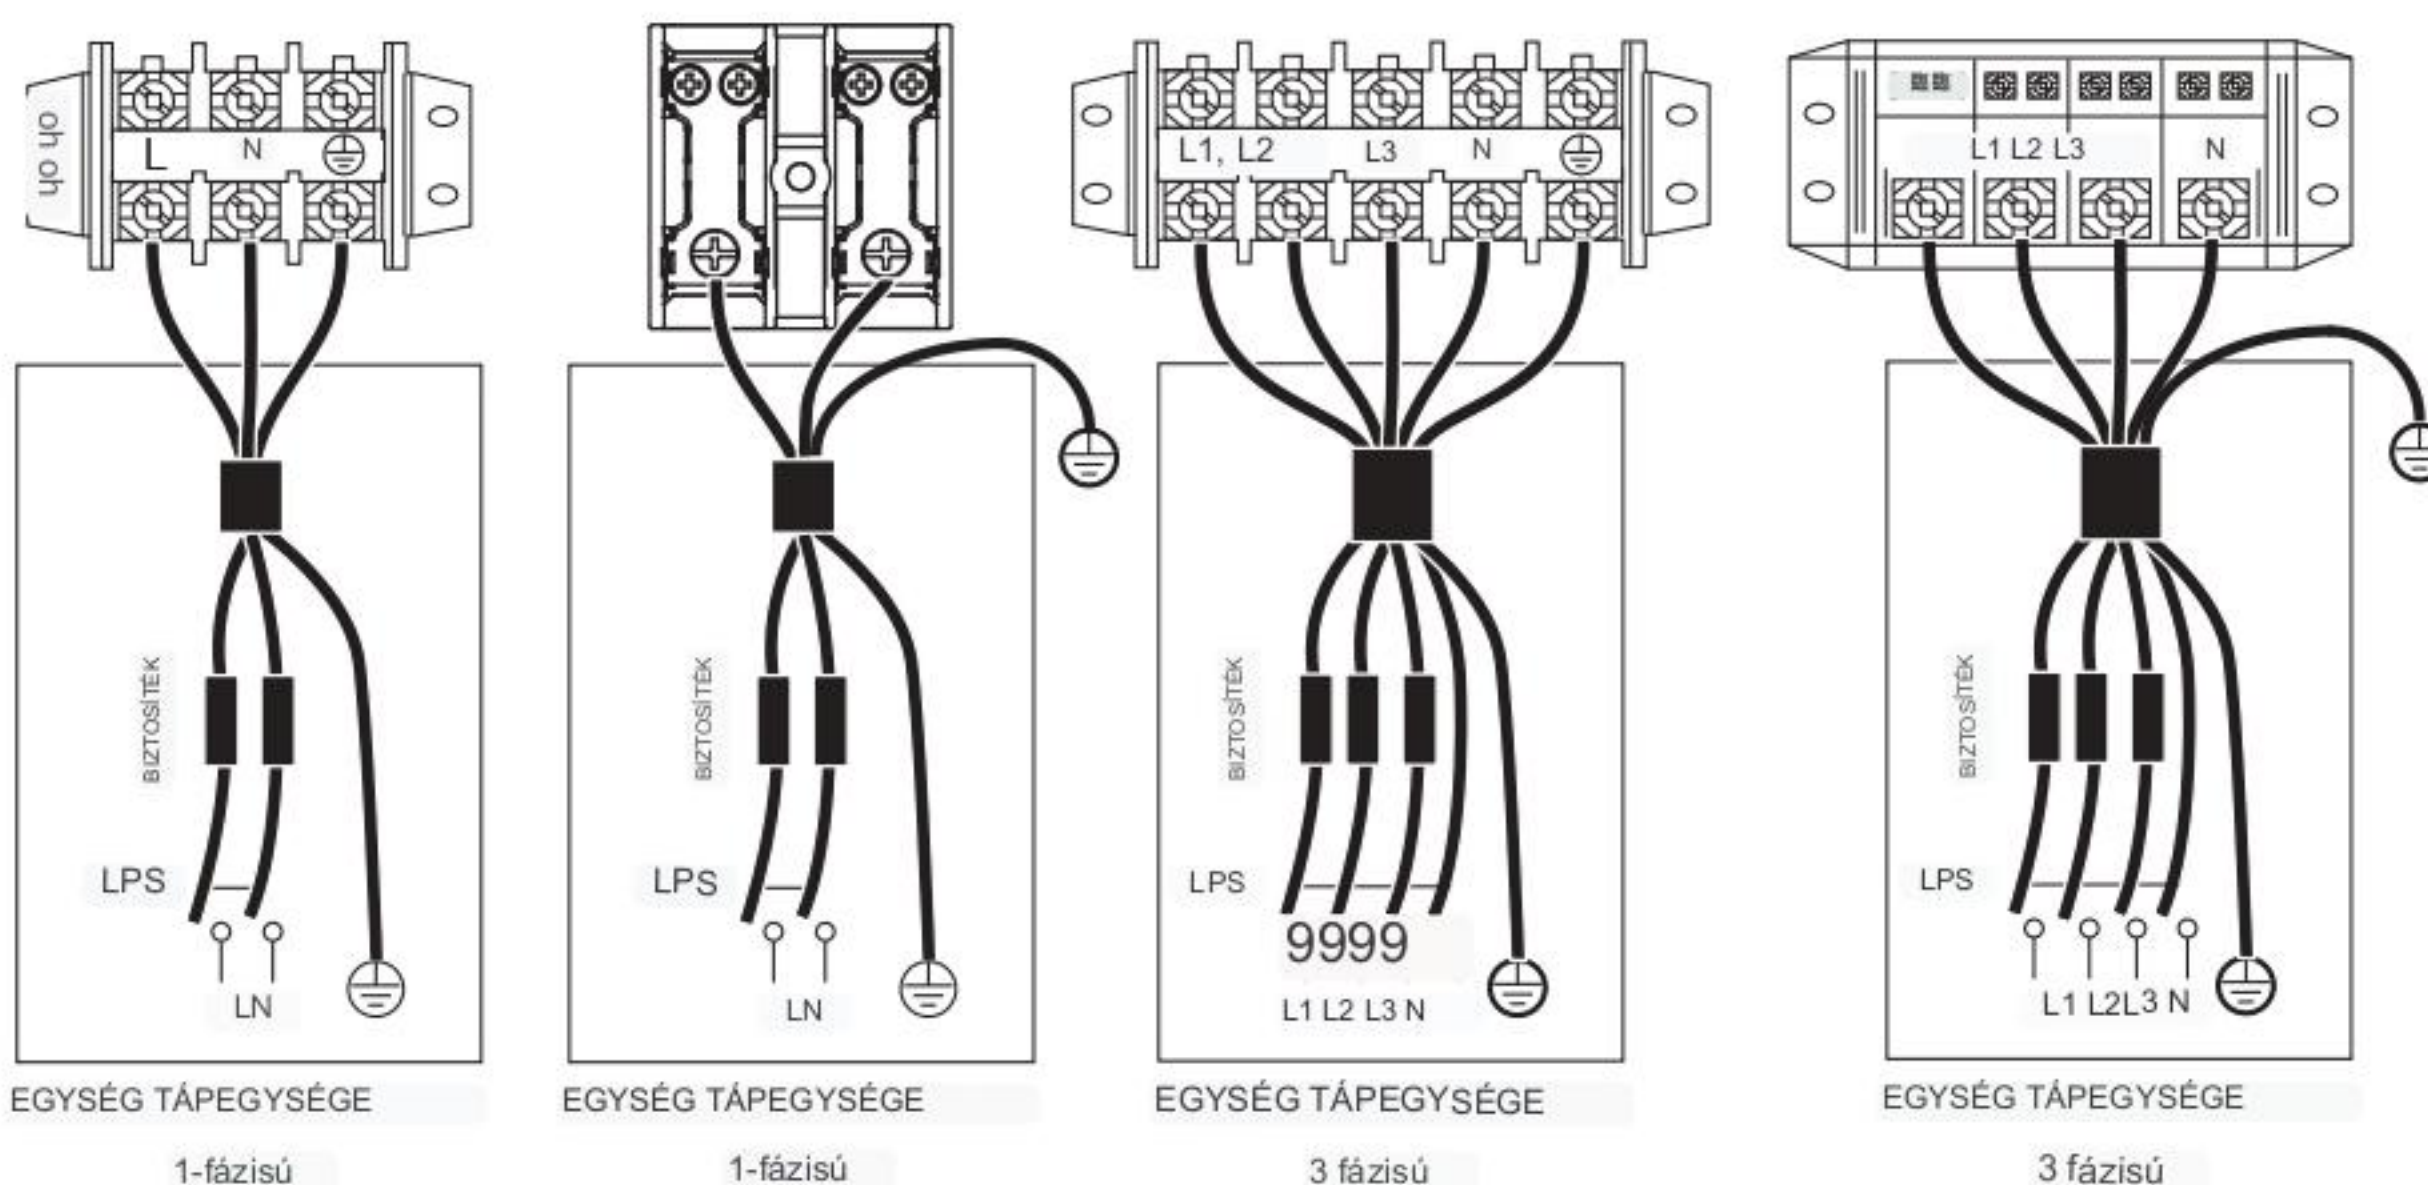 oh oh
L N
L1, L2 L3 N
L1 L2 L3 N
BIZTOSÍTÉK
BIZTOSÍTÉK
BIZTOSÍTÉK
BIZTOSÍTÉK
LPS
LPS
LPS
LPS
9999
LN
LN
L1 L2 L3 N
L1 L2L3 N
EGYSÉG TÁPEGYSÉGE
EGYSÉG TÁPEGYSÉGE
EGYSÉG TÁPEGYSÉGE
EGYSÉG TÁPEGYSÉGE
1-fázisú
1-fázisú
3 fázisú
3 fázisú